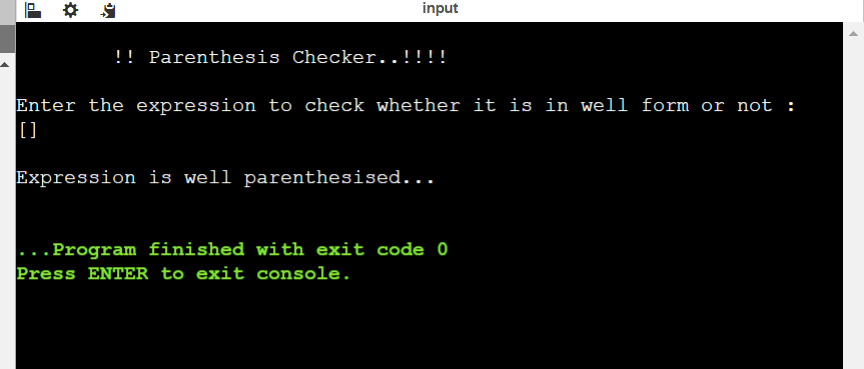 input
!! Parenthesis Checker..!!!!
Enter the expression to check whether it is in well form or not :
[]
Expression is well parenthesised...
...Program finished with exit code 0
Press ENTER to exit console.